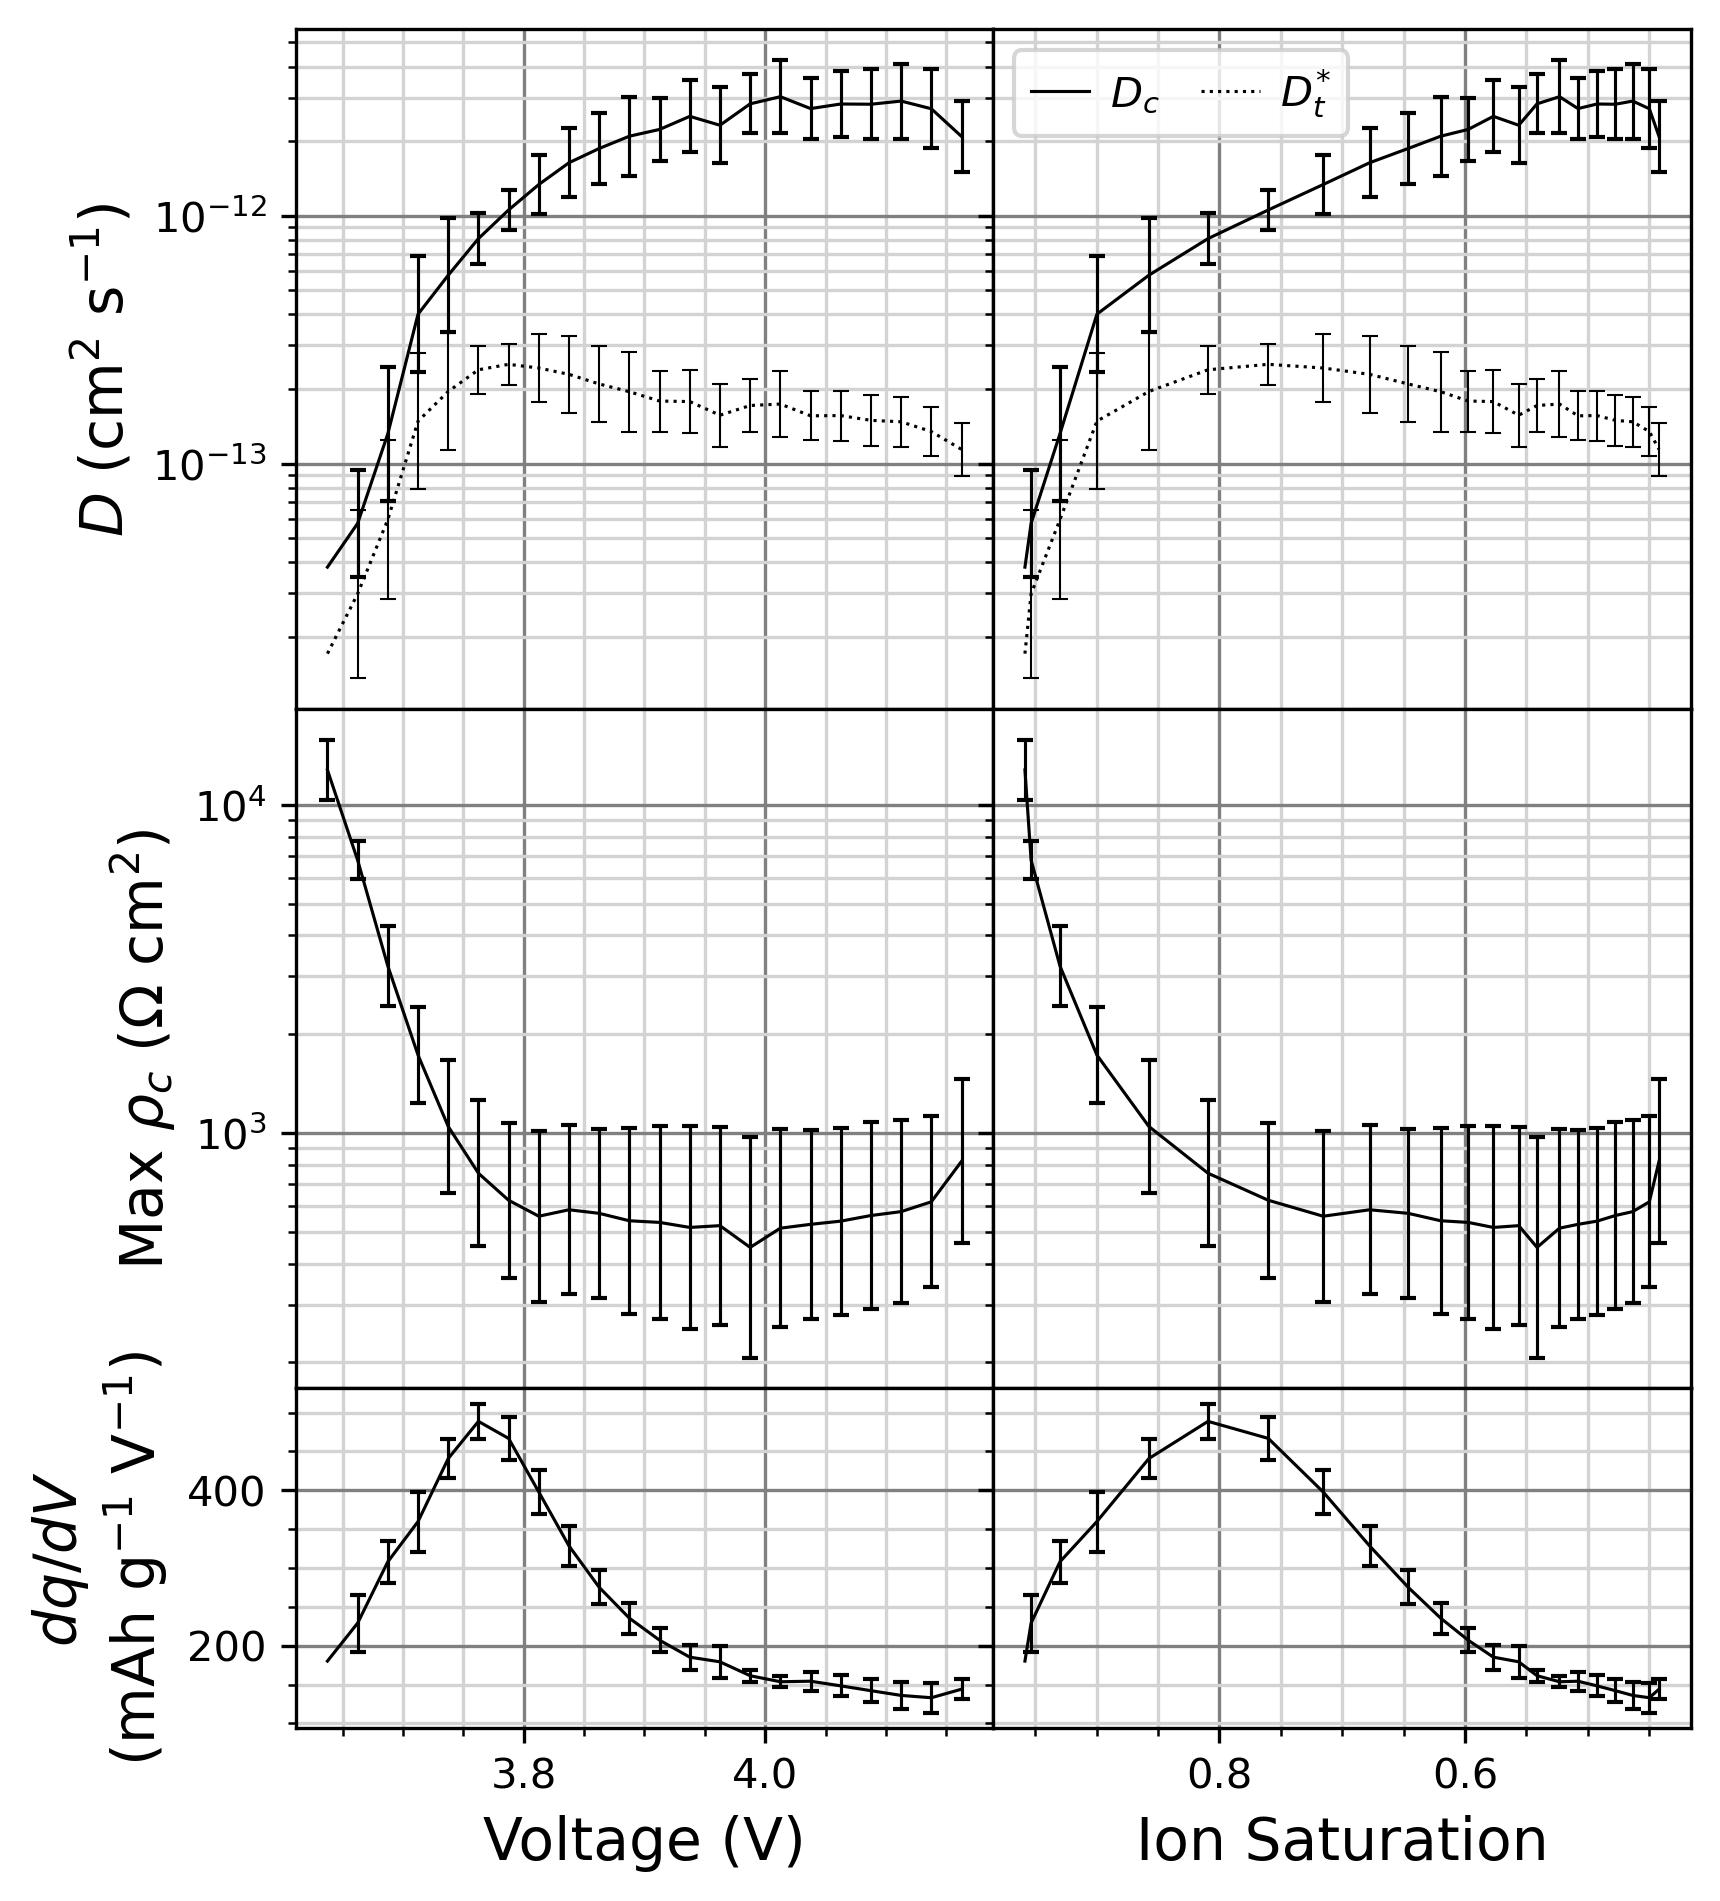 D (cm² s⁻¹)
10⁻¹²
10⁻¹³
D_c
D_t^*
Max ρ_c (Ω cm²)
10⁴
10³
dq/dV
(mAh g⁻¹ V⁻¹)
400
200
3.8 4.0
0.8 0.6
Voltage (V)
Ion Saturation